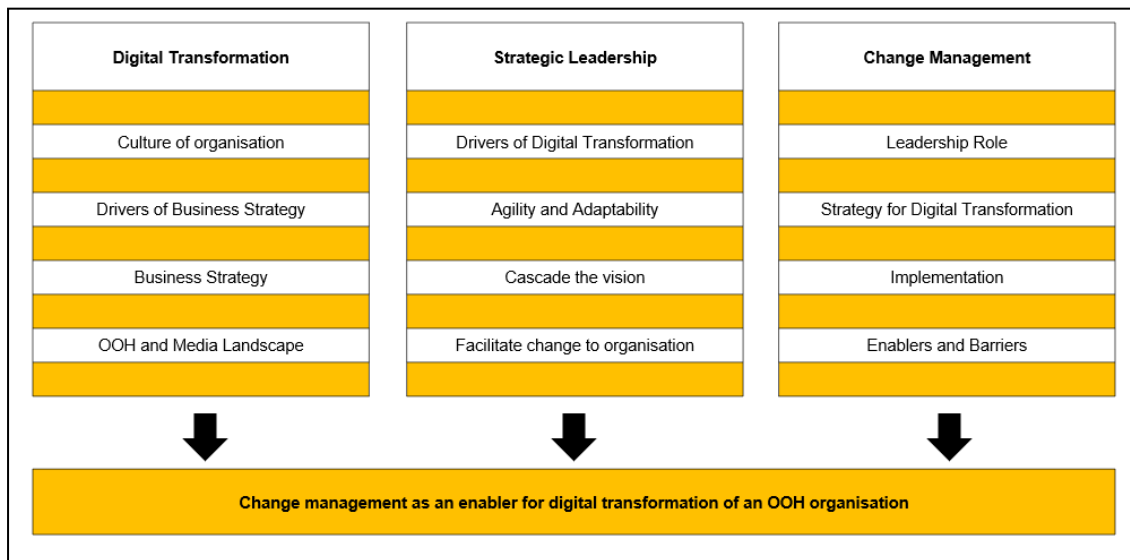 Digital Transformation
Culture of organisation
Drivers of Business Strategy
Business Strategy
OOH and Media Landscape
Strategic Leadership
Drivers of Digital Transformation
Agility and Adaptability
Cascade the vision
Facilitate change to organisation
Change Management
Leadership Role
Strategy for Digital Transformation
Implementation
Enablers and Barriers
Change management as an enabler for digital transformation of an OOH organisation